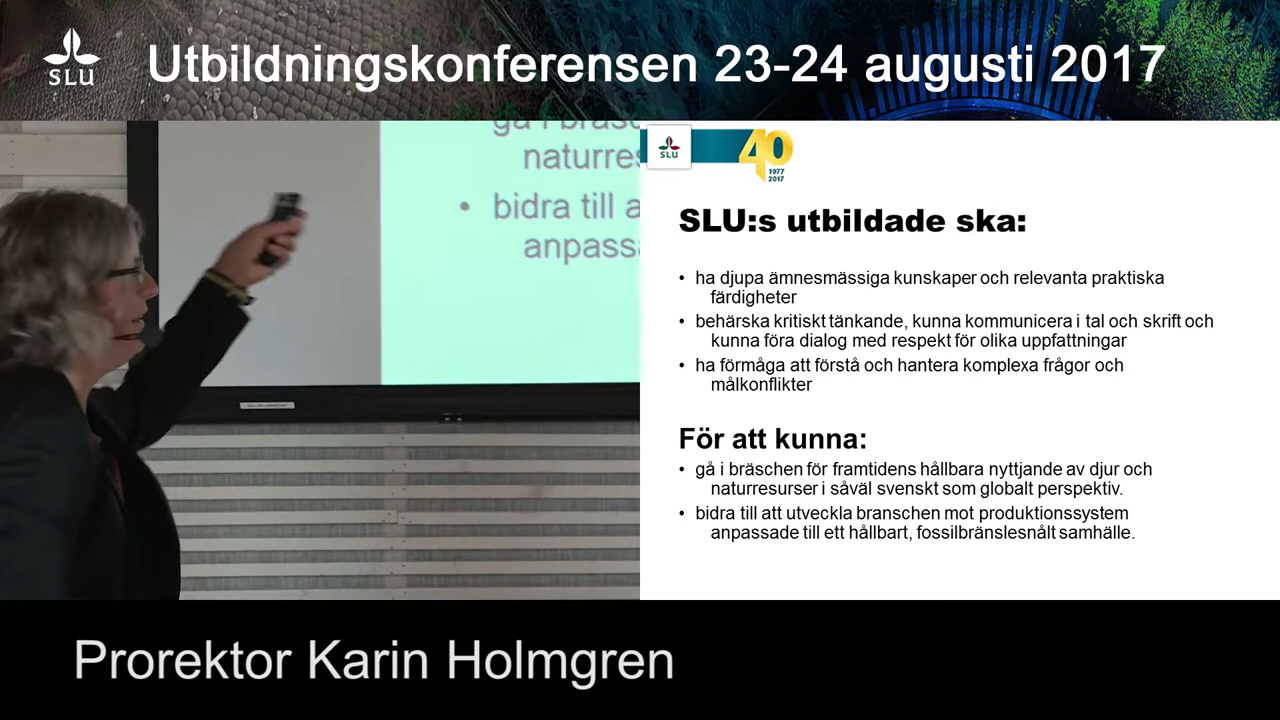 SLU
Utbildningskonferensen 23-24 augusti 2017
gå i bräsc
naturres
bidra till a
anpassa
SLU
40
1977
2017
SLU:s utbildade ska:
• ha djupa ämnesmässiga kunskaper och relevanta praktiska
färdigheter
• behärska kritiskt tänkande, kunna kommunicera i tal och skrift och
kunna föra dialog med respekt för olika uppfattningar
• ha förmåga att förstå och hantera komplexa frågor och
målkonflikter
För att kunna:
• gå i bräschen för framtidens hållbara nyttjande av djur och
naturresurser i såväl svenskt som globalt perspektiv.
• bidra till att utveckla branschen mot produktionssystem
anpassade till ett hållbart, fossilbränslesnålt samhälle.
Prorektor Karin Holmgren